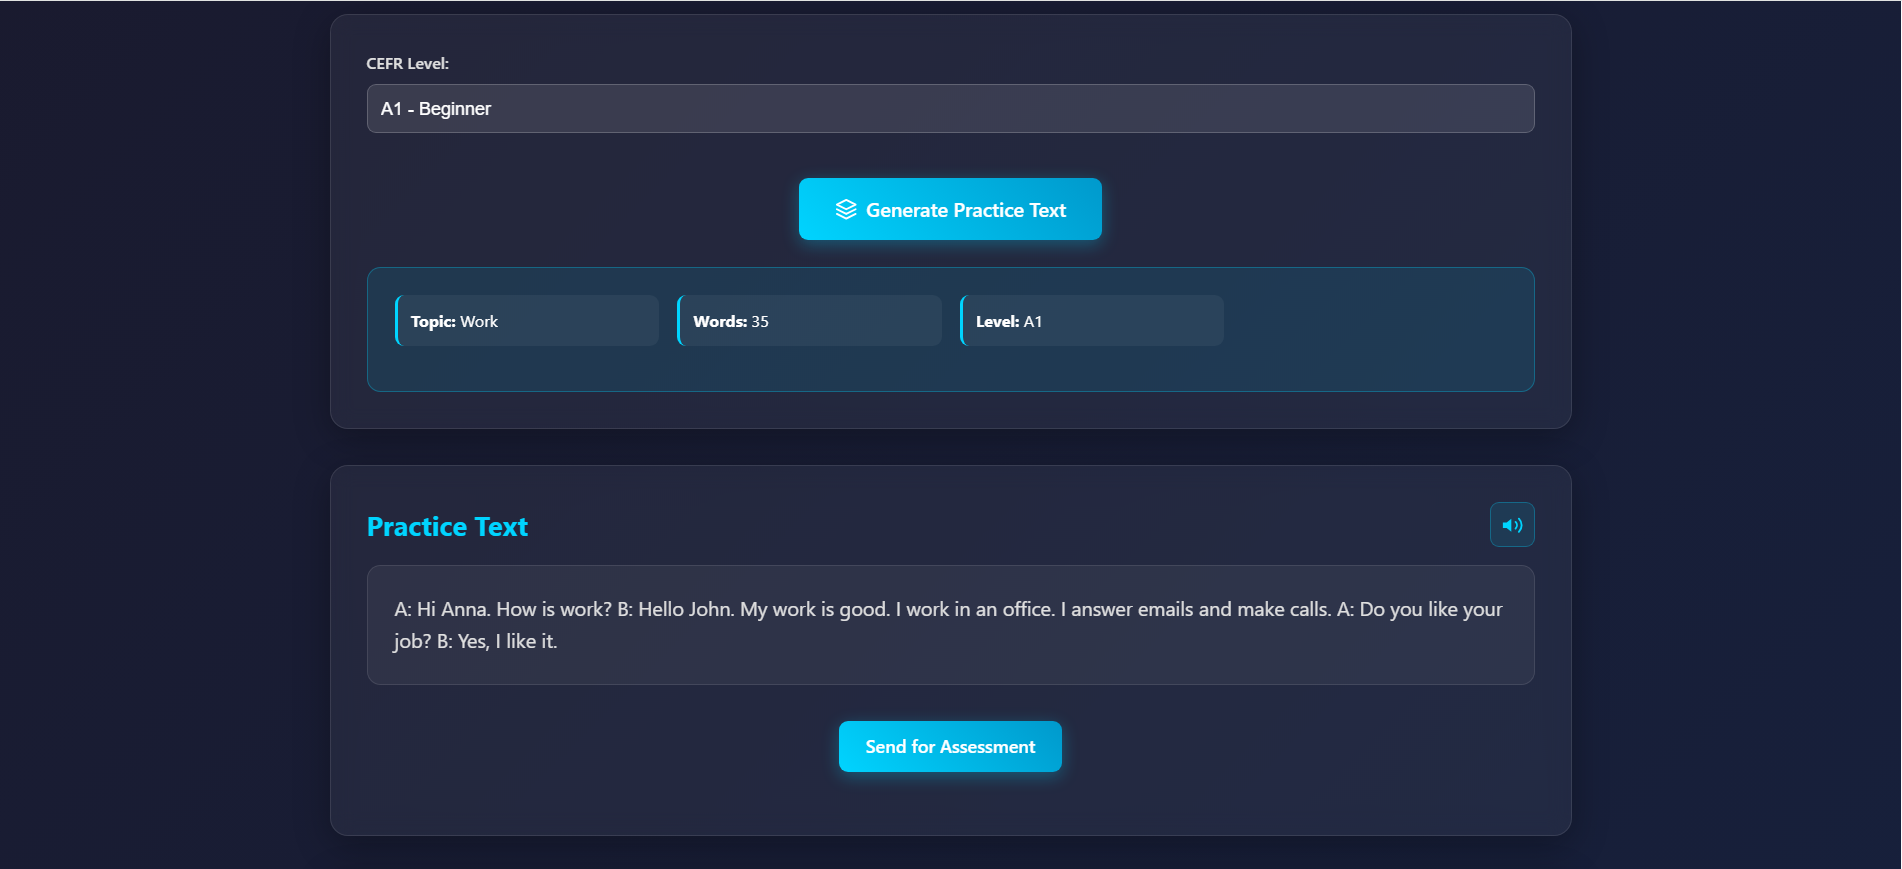 CEFR Level:
A1 - Beginner
Generate Practice Text
Topic: Work
Words: 35
Level: A1
Practice Text
A: Hi Anna. How is work? B: Hello John. My work is good. I work in an office. I answer emails and make calls. A: Do you like your
job? B: Yes, I like it.
Send for Assessment